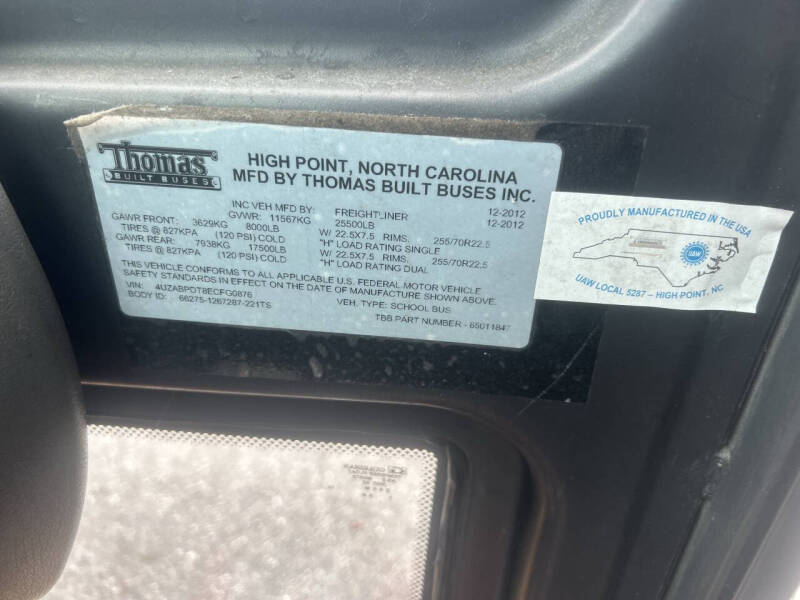 Thomas
BUILT BUSES
HIGH POINT, NORTH CAROLINA
MFD BY THOMAS BUILT BUSES INC.
INC VEH MFD BY: FREIGHTLINER 12-2012
GVWR: 11567KG 25500LB 12-2012
GAWR FRONT: 3629KG 8000LB W/ 22.5X7.5 RIMS, 255/70R22.5
TIRES @ 827KPA (120 PSI) COLD "H" LOAD RATING SINGLE
GAWR REAR: 7938KG 17500LB W/ 22.5X7.5 RIMS, 255/70R22.5
TIRES @ 827KPA (120 PSI) COLD "H" LOAD RATING DUAL
THIS VEHICLE CONFORMS TO ALL APPLICABLE U.S. FEDERAL MOTOR VEHICLE
SAFETY STANDARDS IN EFFECT ON THE DATE OF MANUFACTURE SHOWN ABOVE.
VIN: 4UZABPDT8ECFG0876
BODY ID: 66275-1267287-221TS VEH. TYPE: SCHOOL BUS
TBB PART NUMBER - 65011847
PROUDLY MANUFACTURED IN THE USA
UAW
UAW LOCAL 5287 – HIGH POINT, NC